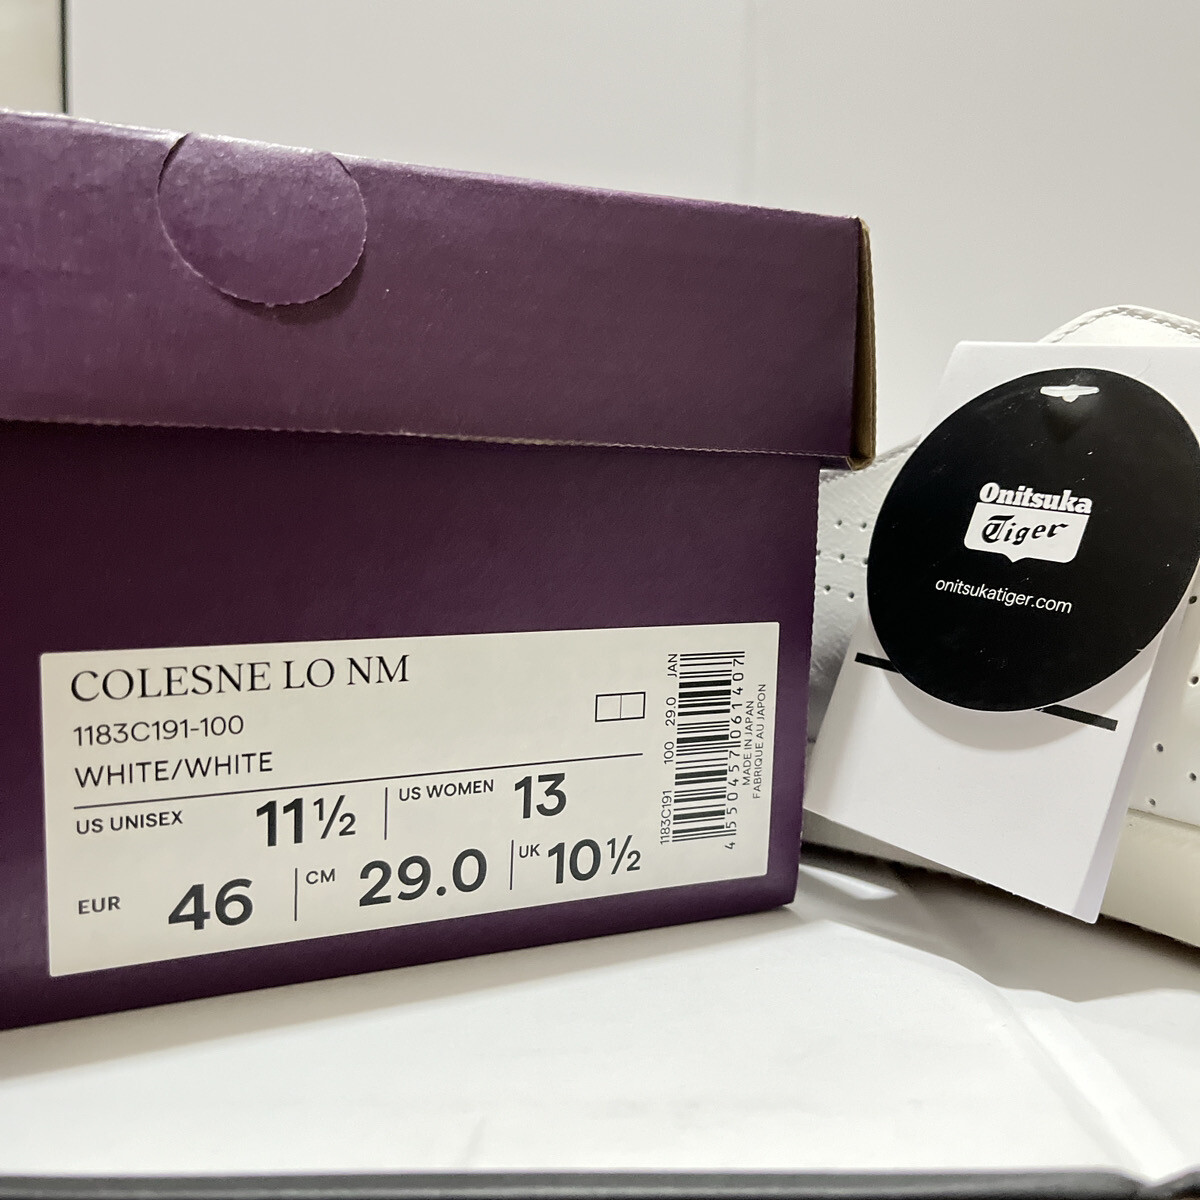 COLESNE LO NM
1183C191-100
WHITE/WHITE
US UNISEX 11½ US WOMEN 13
EUR 46 CM 29.0 UK 10½
1183C191 100 29.0 JAN
4550457061407
MADE IN JAPAN
FABRIQUE AU JAPON
Onitsuka
Tiger
onitsukatiger.com